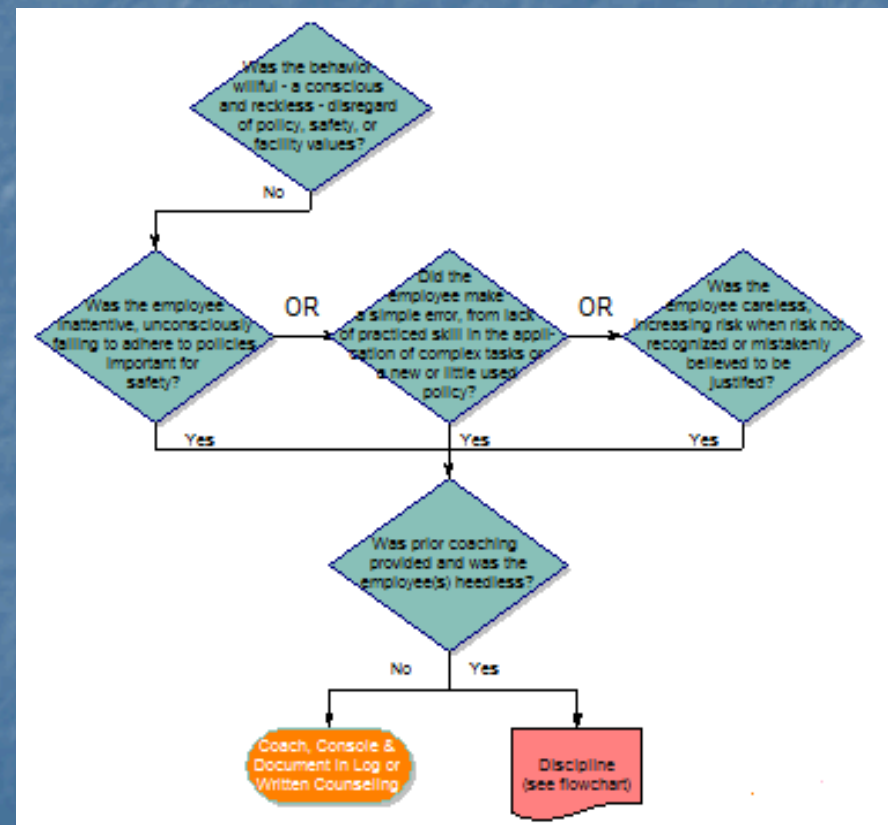 Was the behavior
willful - a conscious
and reckless - disregard
of policy, safety, or
facility values?
No
Was the employee
inattentive, unconsciously
failing to adhere to policies
important for
safety?
OR
Did the
employee make
a simple error, from lack
of practiced skill in the appli-
sation of complex tasks or
a new or little used
policy?
OR
Was the
employee careless,
increasing risk when risk not
recognized or mistakenly
believed to be
justifed?
Yes
Yes
Yes
Was prior coaching
provided and was the
employee(s) heedless?
No
Yes
Coach, Console &
Document in Log or
Written Counseling
Discipline
(see flowchart)